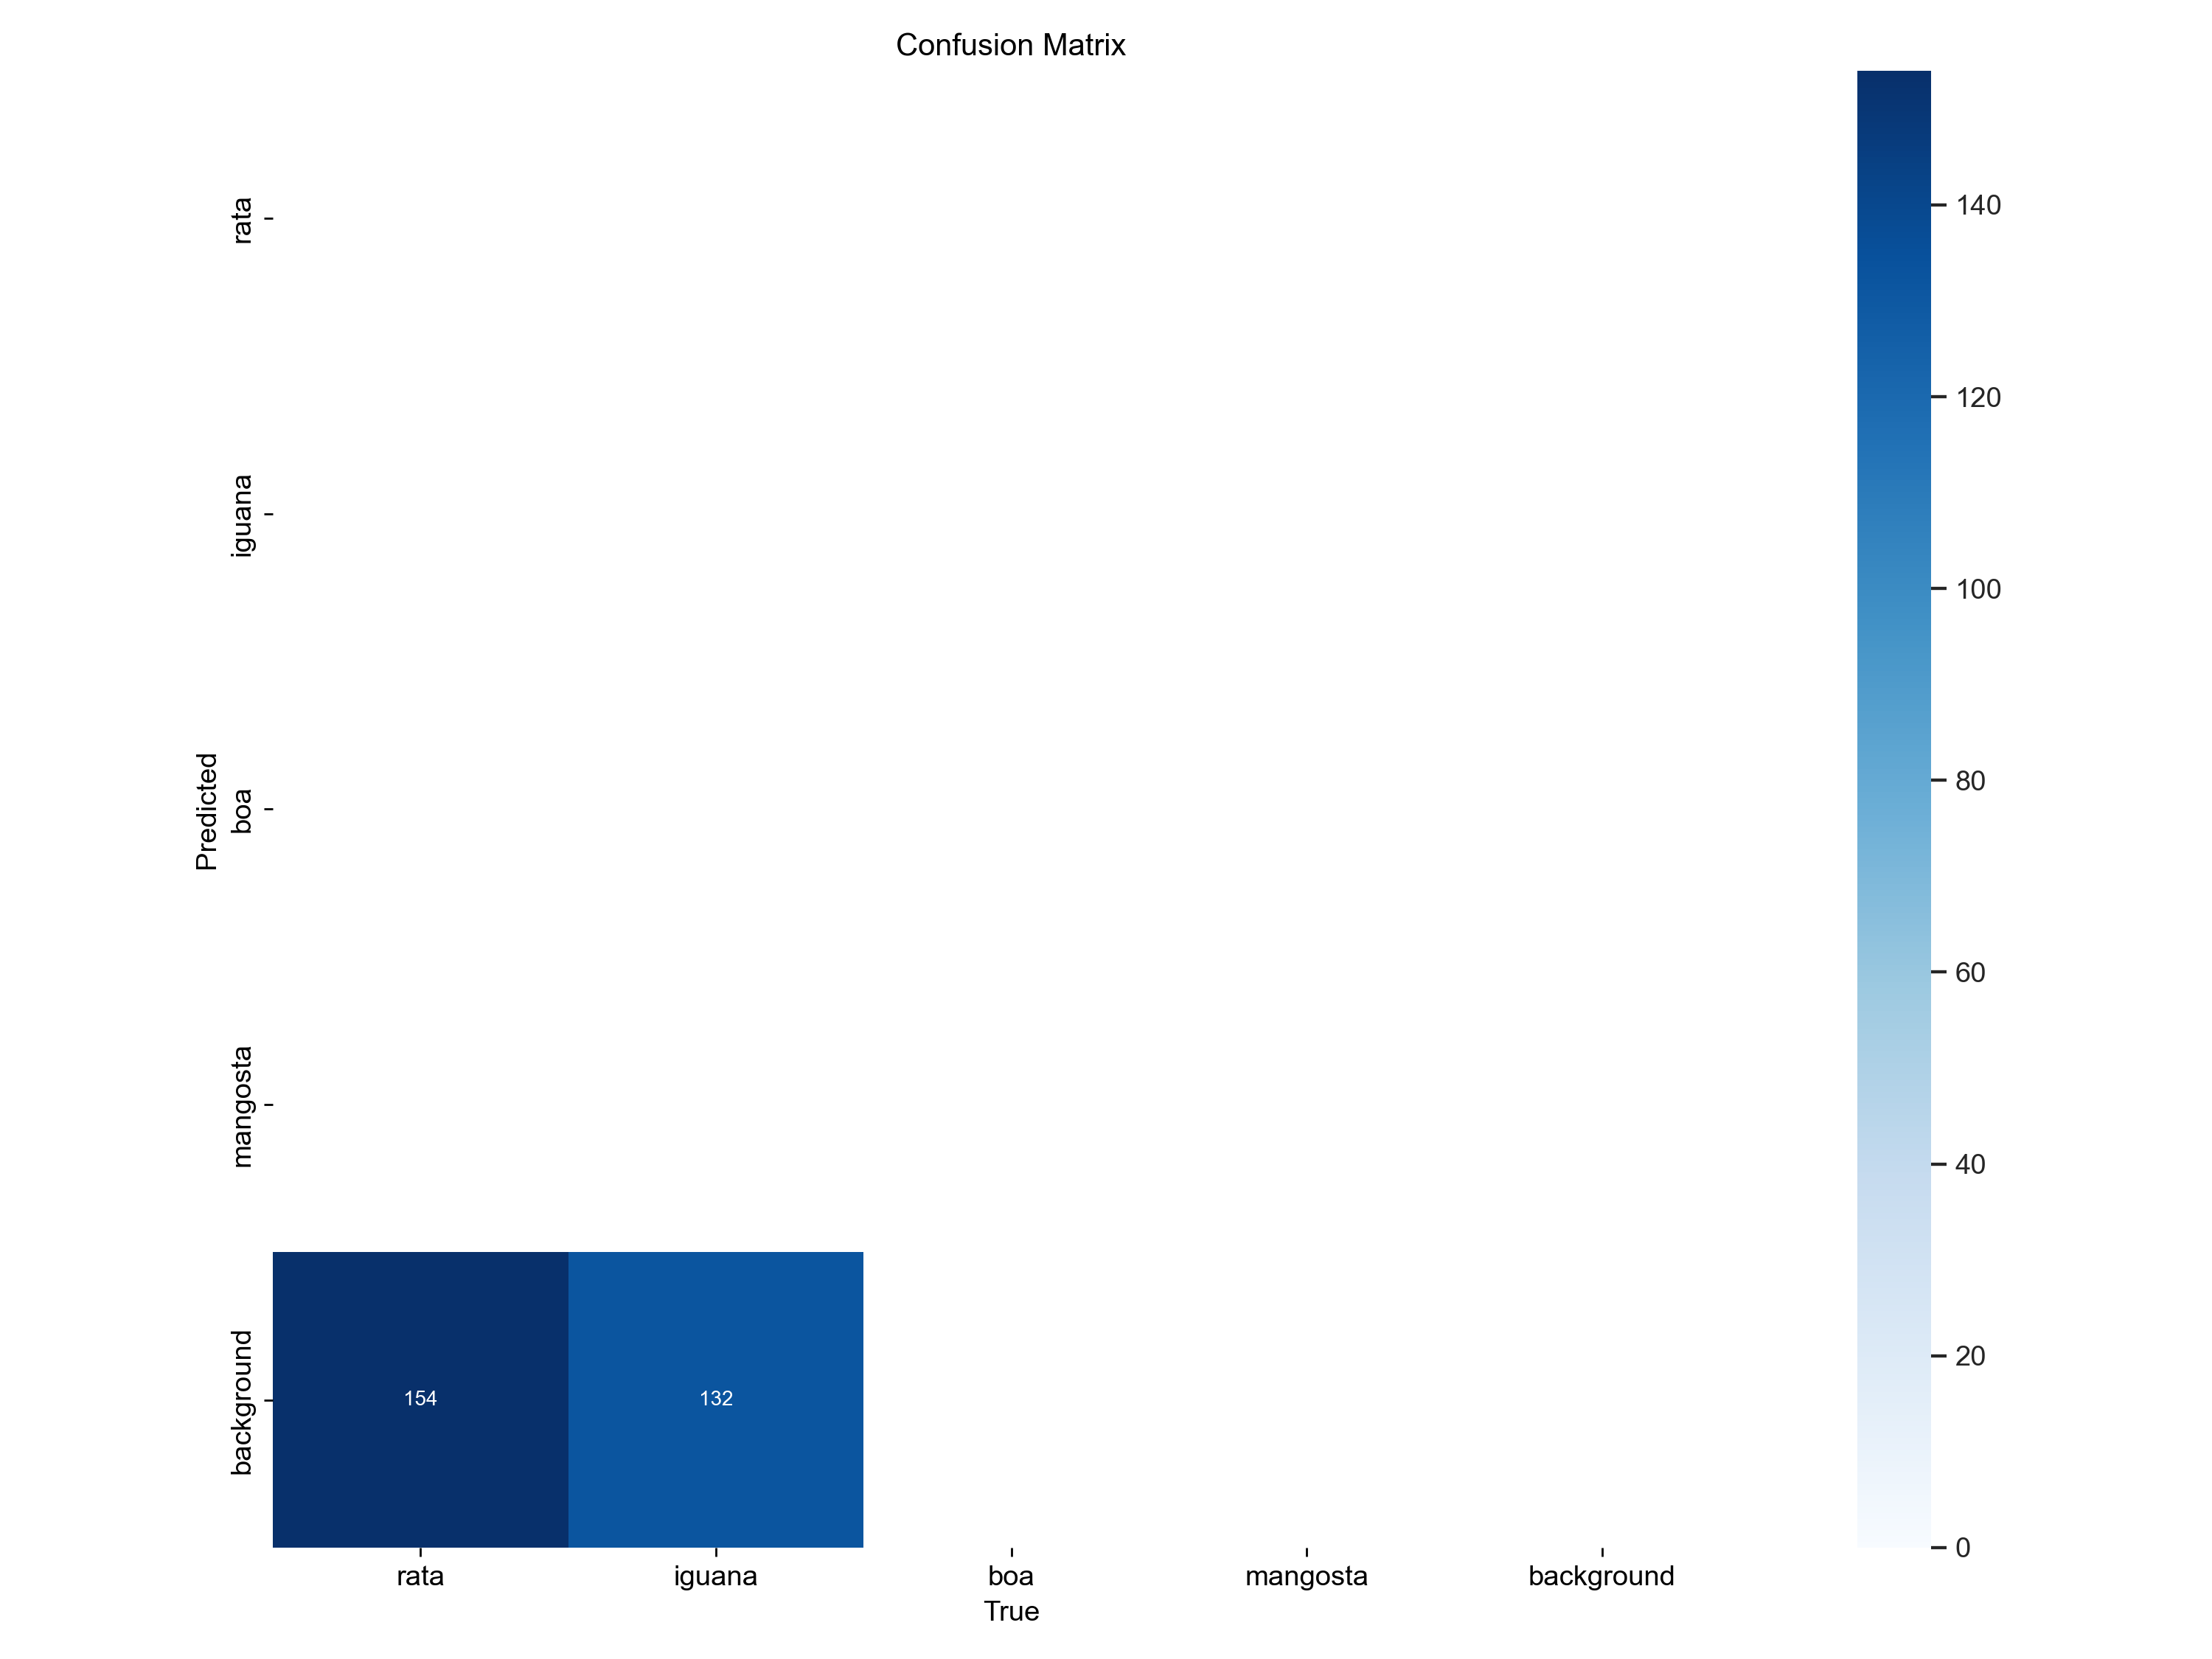 Confusion Matrix
Predicted
rata
iguana
boa
mangosta
background
154
132
rata
iguana
boa
mangosta
background
True
140
120
100
80
60
40
20
0